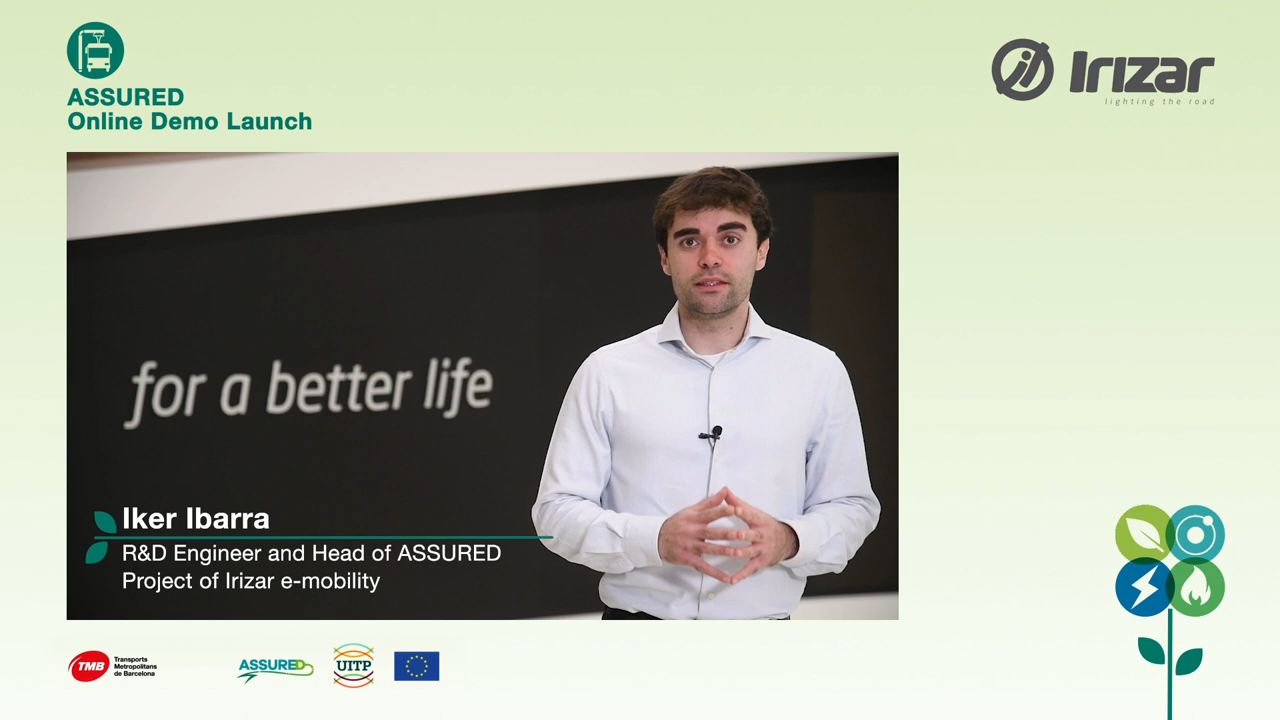 ASSURED
Online Demo Launch
Irizar
lighting the road
for a better life
Iker Ibarra
R&D Engineer and Head of ASSURED
Project of Irizar e-mobility
TMB
Transports
Metropolitans
de Barcelona
ASSURED
UITP